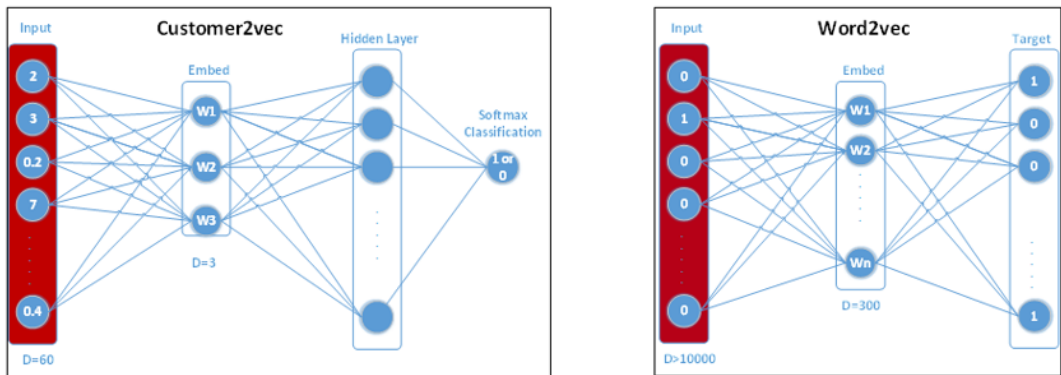 Customer2vec
Input
Embed
Hidden Layer
Softmax
Classification
2
3
0.2
7
0.4
W1
W2
W3
1 or
0
D=3
D=60
Word2vec
Input
Embed
Target
0
1
0
0
0
W1
W2
Wn
1
0
0
1
D=300
D>10000